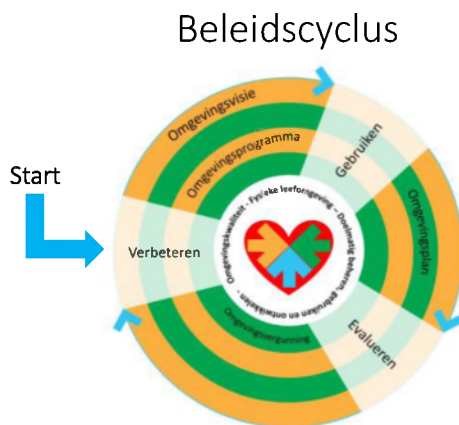 Beleidscyclus
Omgevingsvisie
Omgevingsprogramma
Gebruiken
Start
Verbeteren
Omgevingskwaliteit - Fysieke leefomgeving – Doelmatig beheren, gebruiken en ontwikkelen -
Omgevingsplan
Omgevingsvergunning
Evalueren